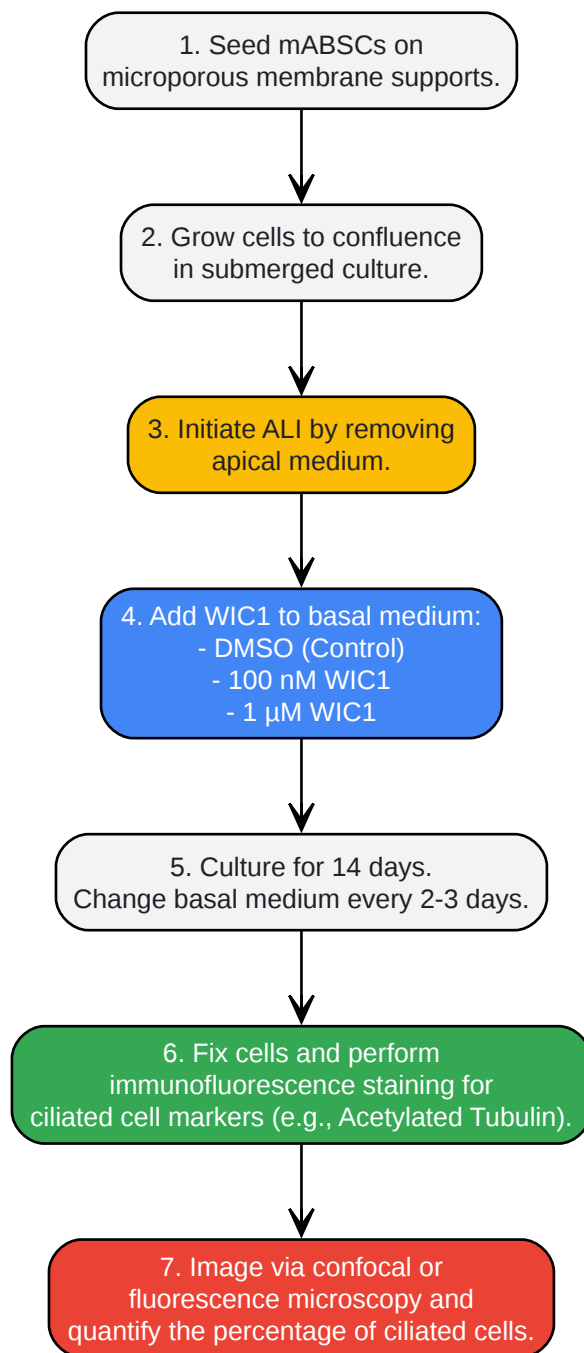 1. Seed mABSCs on
microporous membrane supports.
2. Grow cells to confluence
in submerged culture.
3. Initiate ALI by removing
apical medium.
4. Add WIC1 to basal medium:
- DMSO (Control)
- 100 nM WIC1
- 1 µM WIC1
5. Culture for 14 days.
Change basal medium every 2-3 days.
6. Fix cells and perform
immunofluorescence staining for
ciliated cell markers (e.g., Acetylated Tubulin).
7. Image via confocal or
fluorescence microscopy and
quantify the percentage of ciliated cells.